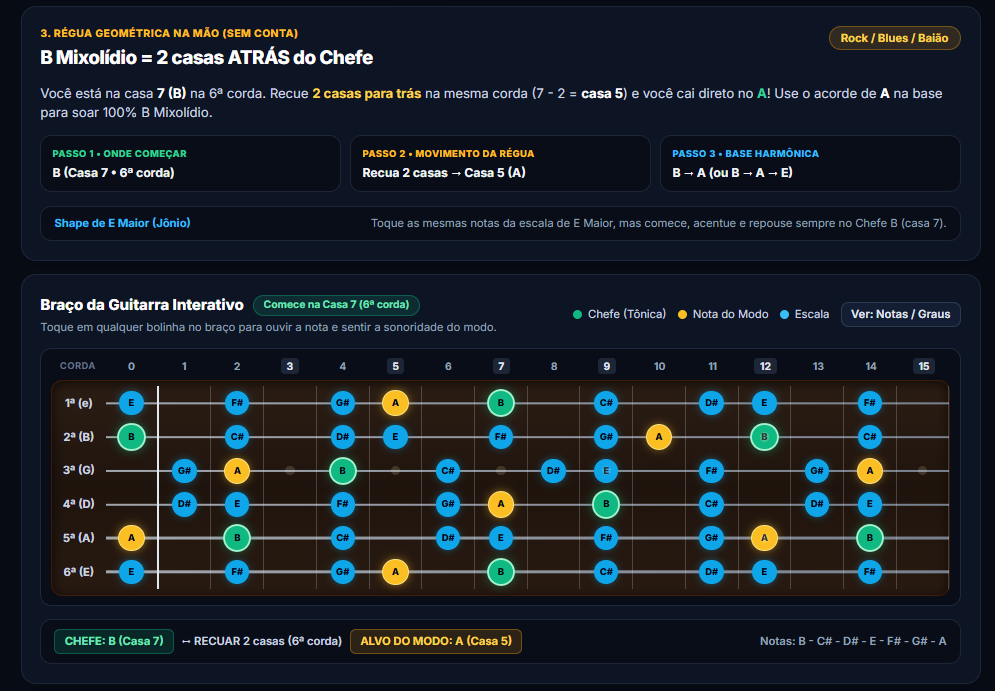 3. RÉGUA GEOMÉTRICA NA MÃO (SEM CONTA)
Rock / Blues / Baião
B Mixolídio = 2 casas ATRÁS do Chefe
Você está na casa 7 (B) na 6ª corda. Recue 2 casas para trás na mesma corda (7 - 2 = casa 5) e você cai direto no A! Use o acorde de A na base
para soar 100% B Mixolídio.
PASSO 1 • ONDE COMEÇAR
B (Casa 7 • 6ª corda)
PASSO 2 • MOVIMENTO DA RÉGUA
Recua 2 casas → Casa 5 (A)
PASSO 3 • BASE HARMÔNICA
B → A (ou B → A → E)
Shape de E Maior (Jônio)
Toque as mesmas notas da escala de E Maior, mas comece, acentue e repouse sempre no Chefe B (casa 7).
Braço da Guitarra Interativo
Comece na Casa 7 (6ª corda)
Toque em qualquer bolinha no braço para ouvir a nota e sentir a sonoridade do modo.
Chefe (Tônica) Nota do Modo Escala
Ver: Notas / Graus
CORDA 0 1 2 3 4 5 6 7 8 9 10 11 12 13 14 15
1ª (e) E F# G# A B C# D# E F#
2ª (B) B C# D# E F# G# A B C#
3ª (G) G# A B C# D# E F# G# A
4ª (D) D# E F# G# A B C# D# E
5ª (A) A B C# D# E F# G# A B
6ª (E) E F# G# A B C# D# E F#
CHEFE: B (Casa 7) ↔ RECUAR 2 casas (6ª corda) ALVO DO MODO: A (Casa 5)
Notas: B - C# - D# - E - F# - G# - A